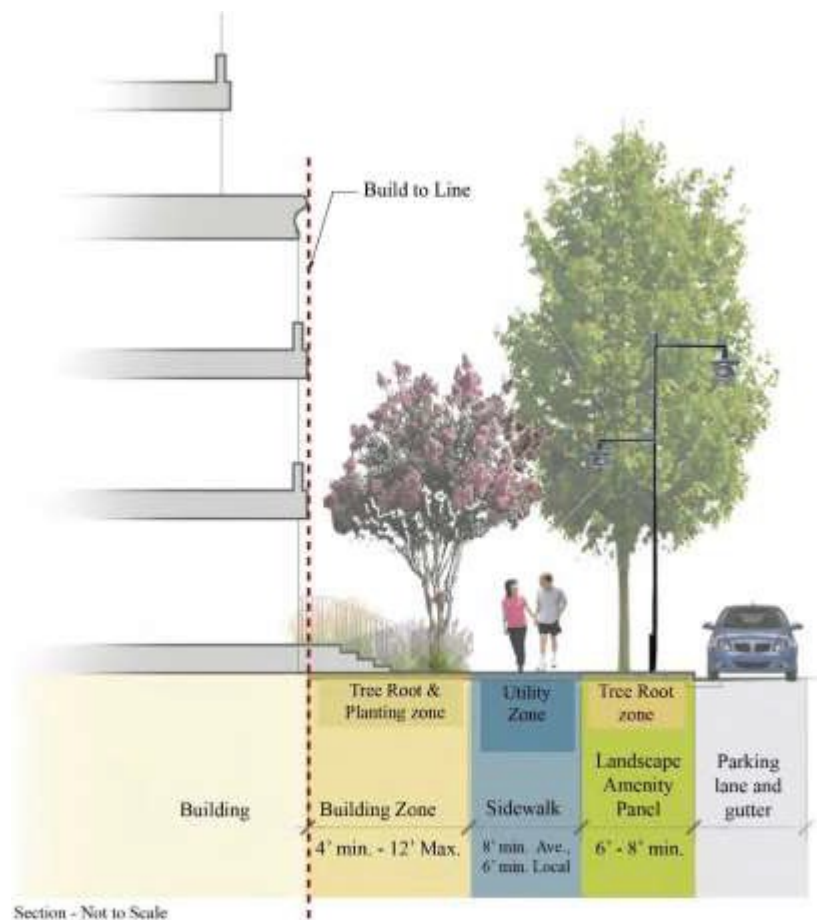 Build to Line
Tree Root &
Planting zone
Utility
Zone
Tree Root
zone
Building
Building Zone
Sidewalk
Landscape
Amenity
Panel
Parking
lane and
gutter
4' min. - 12' Max.
8' min. Ave.,
6' min. Local
6' - 8' min.
Section - Not to Scale